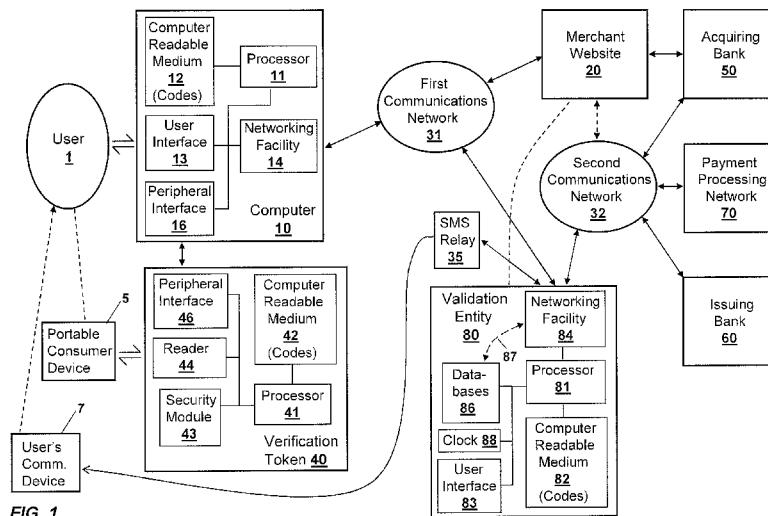 Computer
Readable
Medium
12
(Codes)
Processor
11
User
Interface
13
Networking
Facility
14
Peripheral
Interface
16
Computer
10
User
1
First
Communications
Network
31
Merchant
Website
20
Acquiring
Bank
50
Second
Communications
Network
32
Payment
Processing
Network
70
Issuing
Bank
60
SMS
Relay
35
5
Portable
Consumer
Device
7
User's
Comm.
Device
Peripheral
Interface
46
Computer
Readable
Medium
42
(Codes)
Reader
44
Security
Module
43
Processor
41
Verification
Token 40
Validation
Entity
80
Networking
Facility
84
87
Data-
bases
86
Processor
81
Clock 88
User
Interface
83
Computer
Readable
Medium
82
(Codes)
FIG. 1